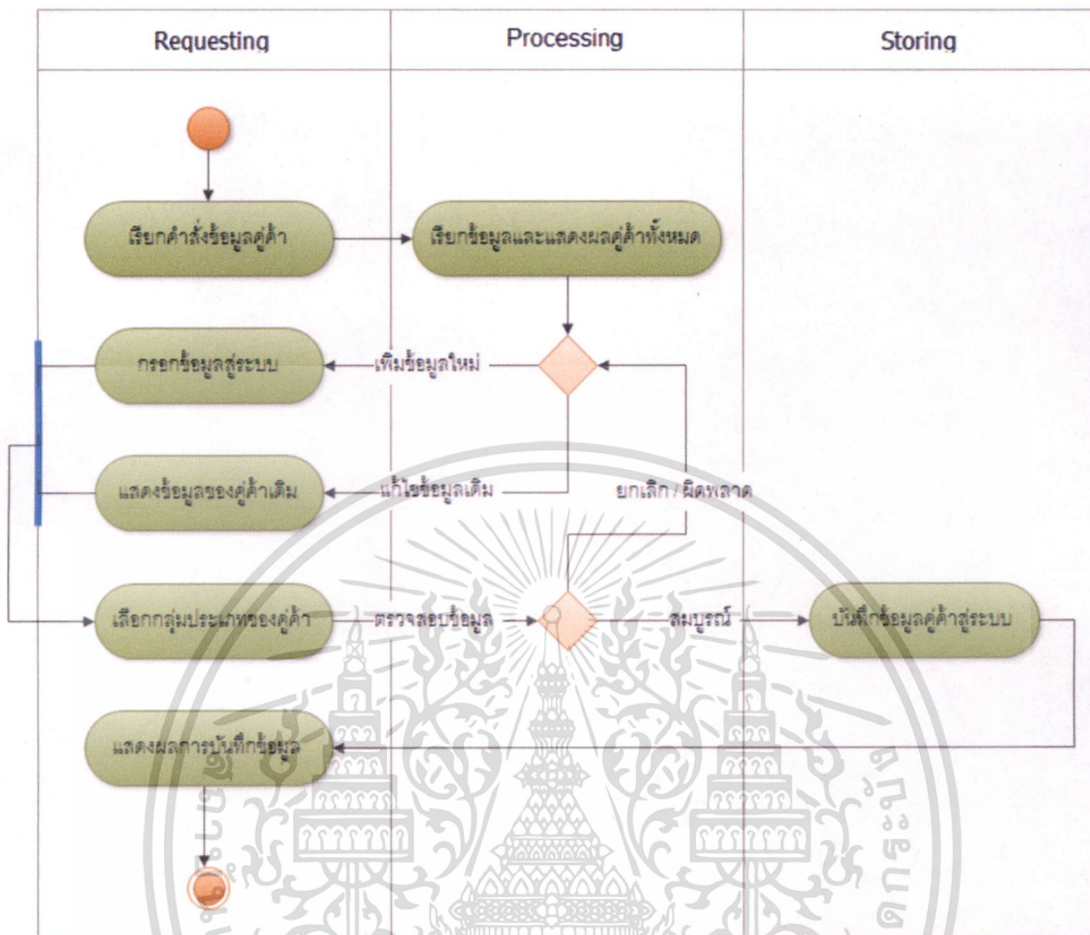 Requesting
Processing
Storing
เรียกคำสั่งข้อมูลคู่ค้า
เรียกข้อมูลและแสดงผลคู่ค้าทั้งหมด
กรอกข้อมูลสู่ระบบ
เพิ่มข้อมูลใหม่
แสดงข้อมูลของคู่ค้าเดิม
แก้ไขข้อมูลเดิม
ยกเลิก / ผิดพลาด
เลือกกลุ่มประเภทของคู่ค้า
ตรวจสอบข้อมูล
สมบูรณ์
บันทึกข้อมูลคู่ค้าสู่ระบบ
แสดงผลการบันทึกข้อมูล